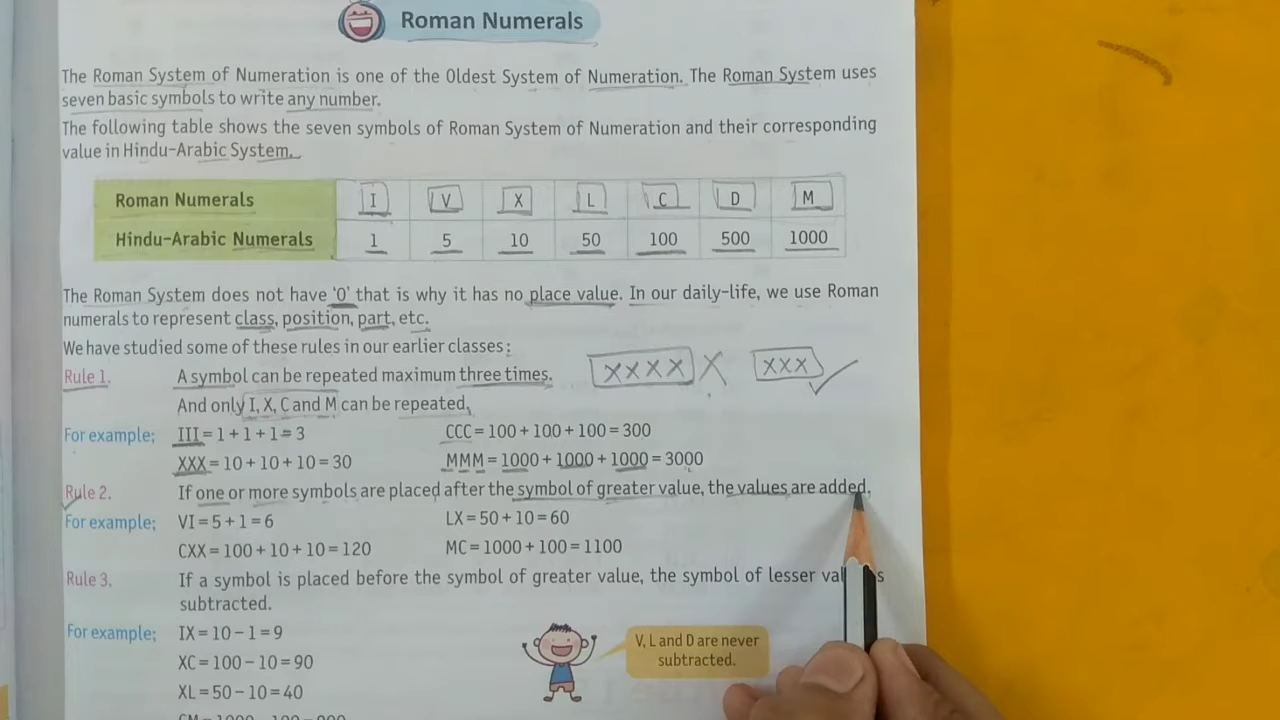 Roman Numerals
The Roman System of Numeration is one of the Oldest System of Numeration. The Roman System uses
seven basic symbols to write any number.
The following table shows the seven symbols of Roman System of Numeration and their corresponding
value in Hindu-Arabic System.
Roman Numerals I V X L C D M
Hindu-Arabic Numerals 1 5 10 50 100 500 1000
The Roman System does not have '0' that is why it has no place value. In our daily-life, we use Roman
numerals to represent class, position, part, etc.
We have studied some of these rules in our earlier classes:
XXXX X XXX ✓
Rule 1. A symbol can be repeated maximum three times.
And only I, X, C and M can be repeated.
For example; III = 1 + 1 + 1 = 3 CCC = 100 + 100 + 100 = 300
XXX = 10 + 10 + 10 = 30 MMM = 1000 + 1000 + 1000 = 3000
Rule 2. If one or more symbols are placed after the symbol of greater value, the values are added.
For example; VI = 5 + 1 = 6 LX = 50 + 10 = 60
CXX = 100 + 10 + 10 = 120 MC = 1000 + 100 = 1100
Rule 3. If a symbol is placed before the symbol of greater value, the symbol of lesser
subtracted.
For example; IX = 10 − 1 = 9
XC = 100 − 10 = 90
XL = 50 − 10 = 40
V, L and D are never
subtracted.